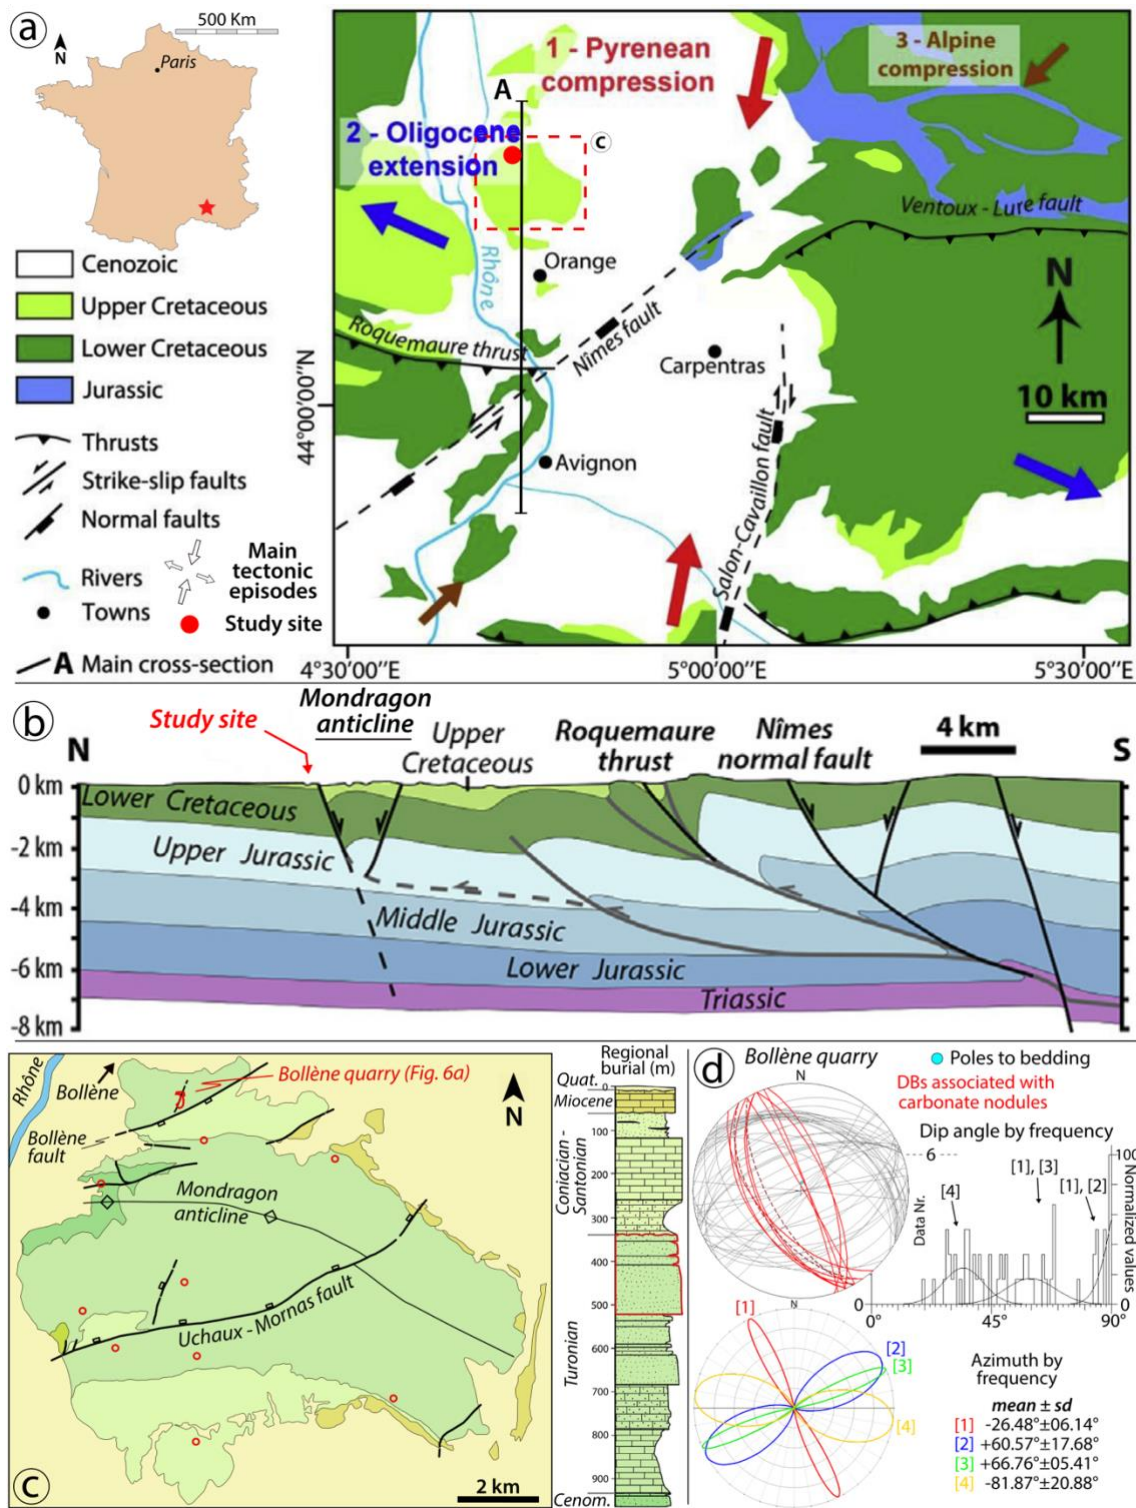 a
500 Km
N
Paris
Cenozoic
Upper Cretaceous
Lower Cretaceous
Jurassic
Thrusts
Strike-slip faults
Normal faults
Rivers
Towns
Main
tectonic
episodes
Study site
A Main cross-section
1 - Pyrenean
compression
3 - Alpine
compression
A
2 - Oligocene
extension
c
Ventoux - Lure fault
Rhône
Orange
N
Roquemaure thrust
Nîmes fault
Carpentras
10 km
44°00'00"N
Avignon
Salon-Cavaillon fault
4°30'00"E
5°00'00"E
5°30'00"E
b
N
Study site
Mondragon
anticline
Upper
Cretaceous
Roquemaure
thrust
Nîmes
normal fault
4 km
S
0 km
-2 km
-4 km
-6 km
-8 km
Lower Cretaceous
Upper Jurassic
Middle Jurassic
Lower Jurassic
Triassic
Rhône
Bollène
Bollène quarry (Fig. 6a)
N
Bollène
fault
Mondragon
anticline
Uchaux - Mornas fault
c
2 km
Regional
burial (m)
Quat.
Miocene
Coniacian -
Santonian
Turonian
Cenom.
0
100
200
300
400
500
600
700
800
900
d
Bollène quarry
N
Poles to bedding
DBs associated with
carbonate nodules
Dip angle by frequency
6
100
[1], [3]
[4]
[1], [2]
Data Nr.
Normalized values
0
0
0°
45°
90°
N
[1]
[2]
[3]
[4]
Azimuth by
frequency
mean ± sd
[1] -26.48°±06.14°
[2] +60.57°±17.68°
[3] +66.76°±05.41°
[4] -81.87°±20.88°